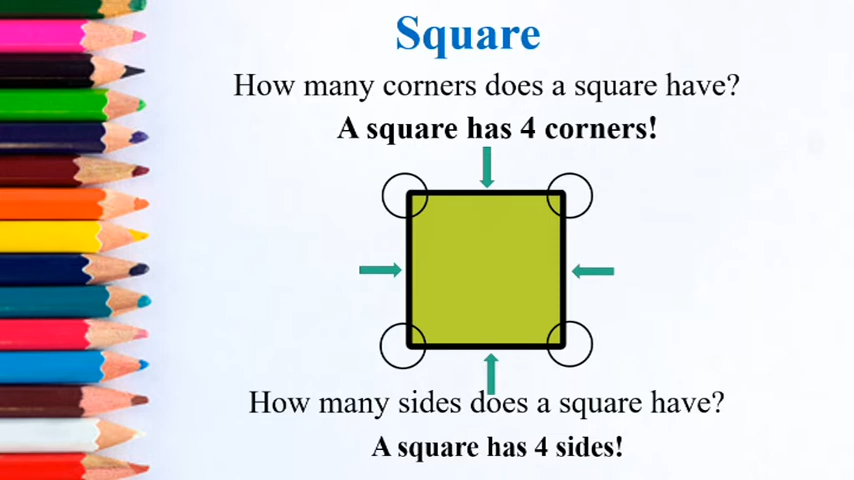 Square
How many corners does a square have?
A square has 4 corners!
How many sides does a square have?
A square has 4 sides!